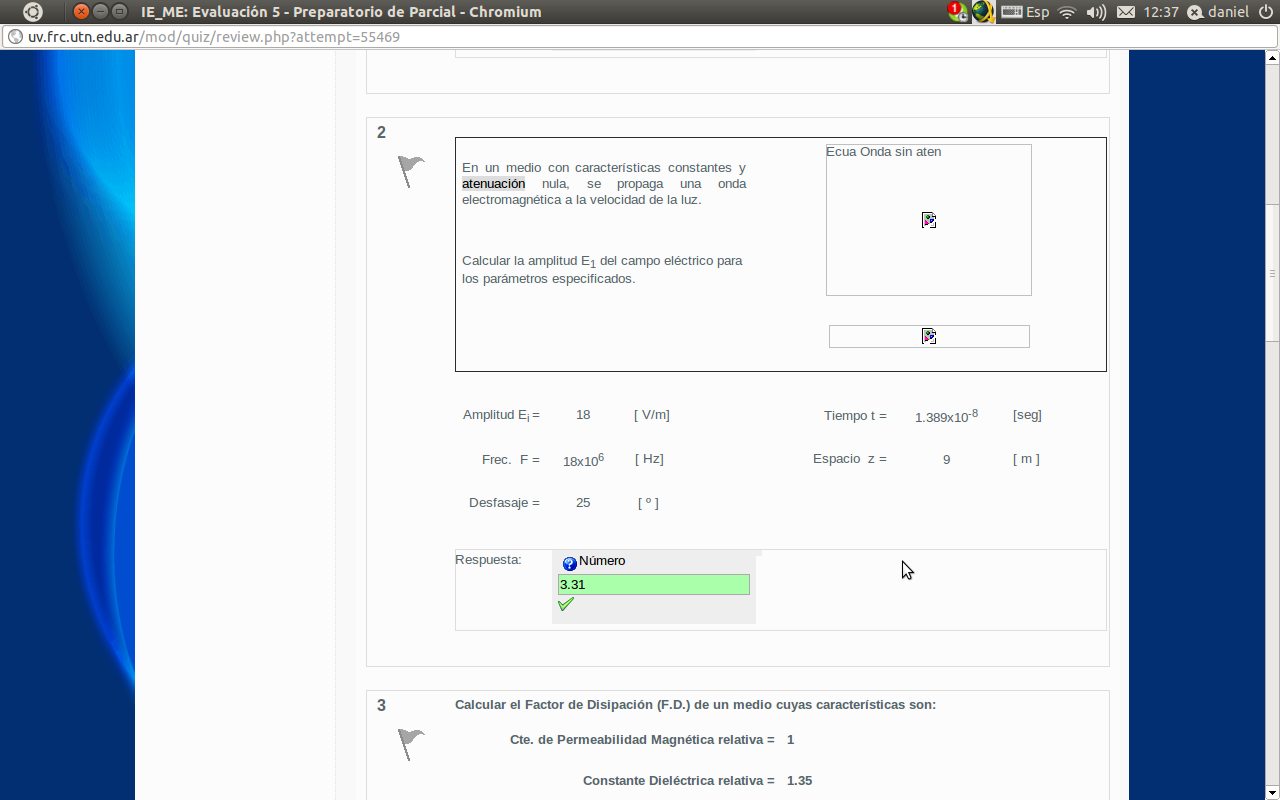 IE_ME: Evaluación 5 - Preparatorio de Parcial - Chromium
1
Esp
12:37
daniel
uv.frc.utn.edu.ar/mod/quiz/review.php?attempt=55469
2
En un medio con características constantes y
atenuación nula, se propaga una onda
electromagnética a la velocidad de la luz.
Calcular la amplitud E1 del campo eléctrico para
los parámetros especificados.
Ecua Onda sin aten
Amplitud Ei = 18 [ V/m] Tiempo t = 1.389x10-8 [seg]
Frec. F = 18x106 [ Hz] Espacio z = 9 [ m ]
Desfasaje = 25 [ º ]
Respuesta:
Número
3.31
3
Calcular el Factor de Disipación (F.D.) de un medio cuyas características son:
Cte. de Permeabilidad Magnética relativa = 1
Constante Dieléctrica relativa = 1.35